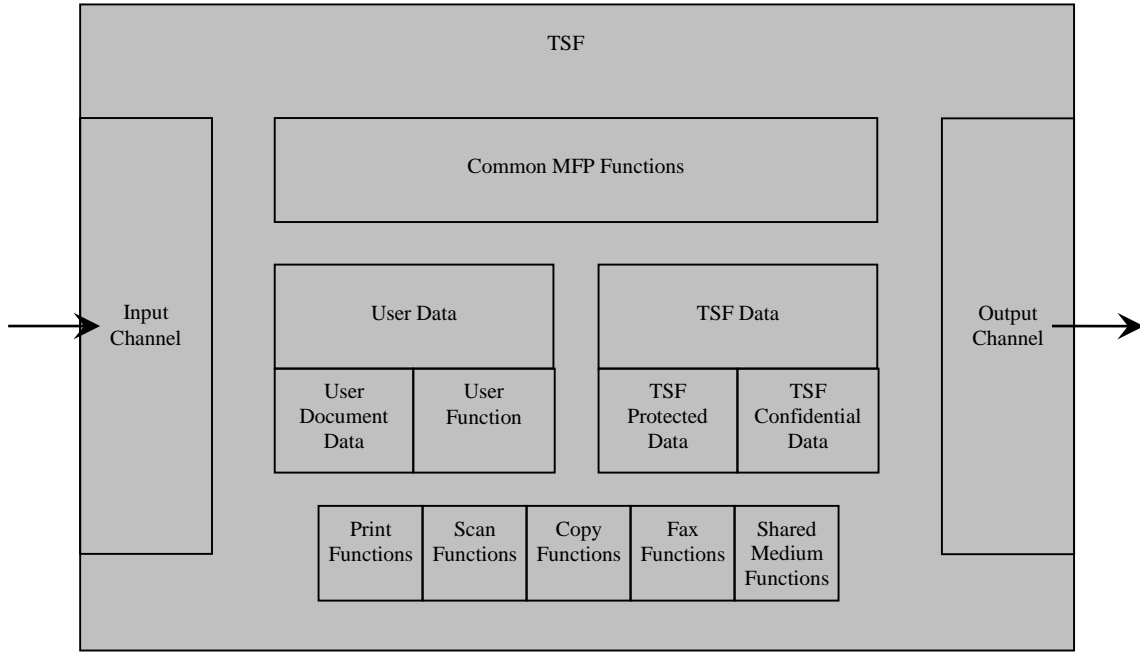 TSF
Common MFP Functions
Input
Channel
User Data
TSF Data
Output
Channel
User
Document
Data
User
Function
TSF
Protected
Data
TSF
Confidential
Data
Print
Functions
Scan
Functions
Copy
Functions
Fax
Functions
Shared
Medium
Functions